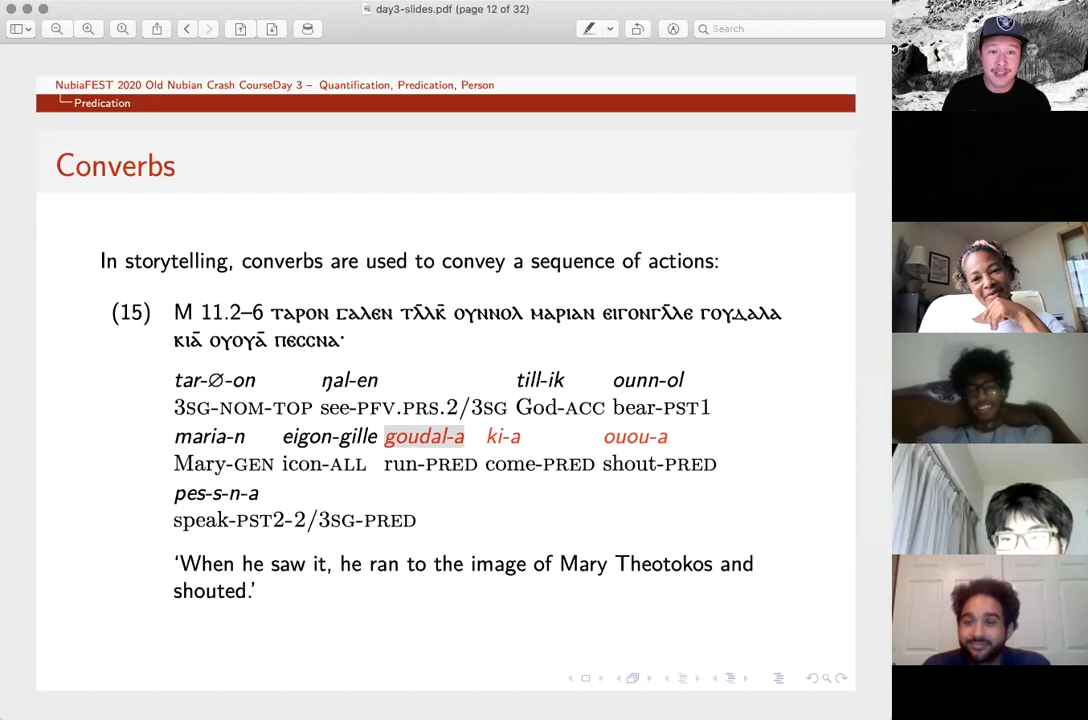 day3-slides.pdf (page 12 of 32)
Search
NubiaFEST 2020 Old Nubian Crash CourseDay 3 – Quantification, Predication, Person
Predication
Converbs
In storytelling, converbs are used to convey a sequence of actions:
(15) M 11.2–6 ⲧⲁⲣⲟⲛ ⳟⲁⲗⲉⲛ ⲧⲗ̄ⲗⲕ̄ ⲟⲩⲛⲛⲟⲗ ⲙⲁⲣⲓⲁⲛ ⲉⲓⲅⲟⲛⲅⲗ̄ⲗⲉ ⲅⲟⲩⲇⲁⲗⲁ
ⲕⲓⲁ̄ ⲟⲩⲟⲩⲁ̄ ⲡⲉⲥⲥⲛⲁ·
tar-∅-on ŋal-en till-ik ounn-ol
3SG-NOM-TOP see-PFV.PRS.2/3SG God-ACC bear-PST1
maria-n eigon-gille goudal-a ki-a ouou-a
Mary-GEN icon-ALL run-PRED come-PRED shout-PRED
pes-s-n-a
speak-PST2-2/3SG-PRED
‘When he saw it, he ran to the image of Mary Theotokos and
shouted.’